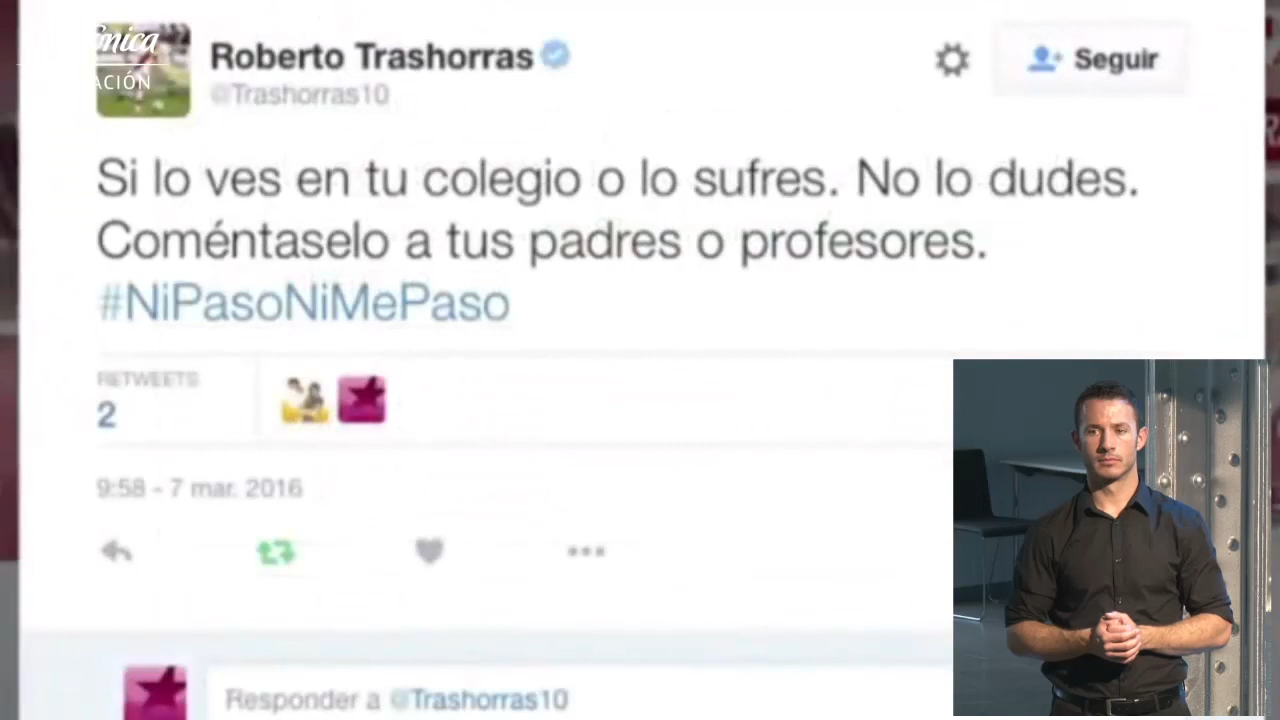 Roberto Trashorras
@Trashorras10
Seguir
Si lo ves en tu colegio o lo sufres. No lo dudes.
Coméntaselo a tus padres o profesores.
#NiPasoNiMePaso
RETWEETS
2
9:58 - 7 mar. 2016
Responder a @Trashorras10